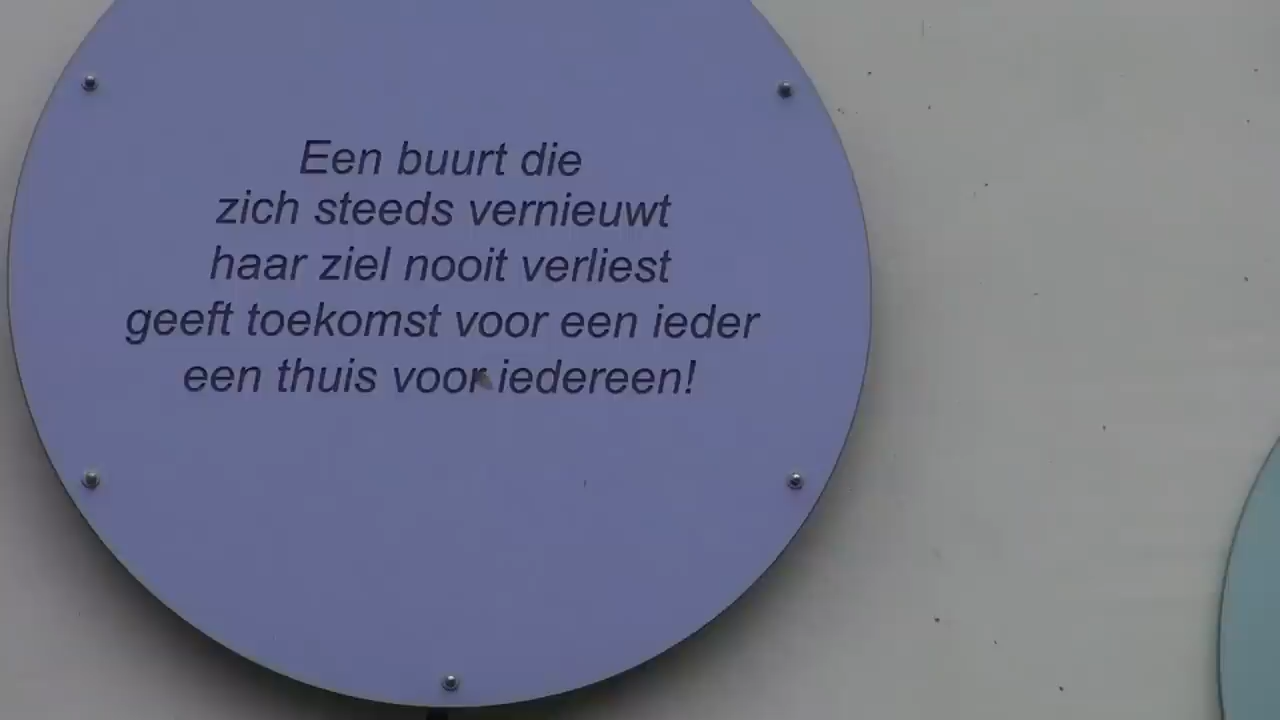 Een buurt die
zich steeds vernieuwt
haar ziel nooit verliest
geeft toekomst voor een ieder
een thuis voor iedereen!